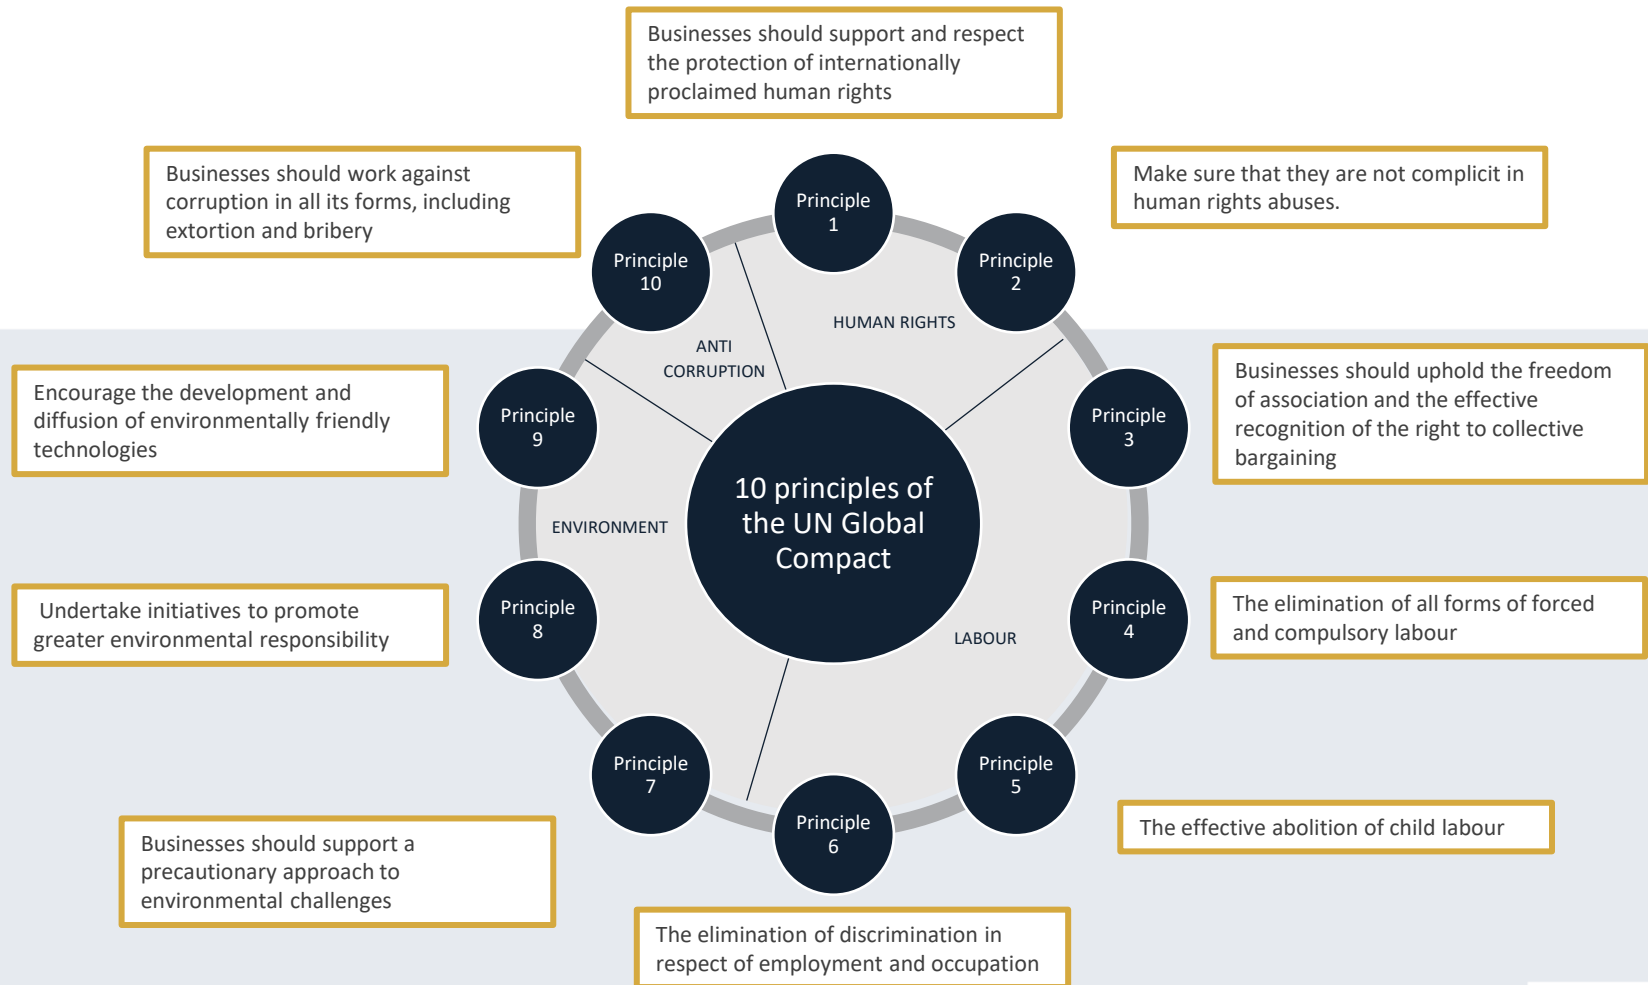 Businesses should support and respect
the protection of internationally
proclaimed human rights
Businesses should work against
corruption in all its forms, including
extortion and bribery
Make sure that they are not complicit in
human rights abuses.
Principle
1
Principle
10
Principle
2
HUMAN RIGHTS
ANTI
CORRUPTION
Encourage the development and
diffusion of environmentally friendly
technologies
Principle
9
Principle
3
Businesses should uphold the freedom
of association and the effective
recognition of the right to collective
bargaining
10 principles of
the UN Global
Compact
ENVIRONMENT
Undertake initiatives to promote
greater environmental responsibility
Principle
8
LABOUR
Principle
4
The elimination of all forms of forced
and compulsory labour
Principle
7
Principle
5
Businesses should support a
precautionary approach to
environmental challenges
Principle
6
The effective abolition of child labour
The elimination of discrimination in
respect of employment and occupation